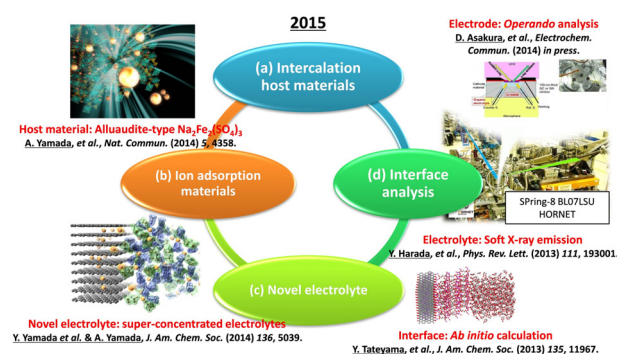 2015
Electrode: Operando analysis
D. Asakura, et al., Electrochem.
Commun. (2014) in press.
(a) Intercalation
host materials
Host material: Alluaudite-type Na2Fe2(SO4)3
A. Yamada, et al., Nat. Commun. (2014) 5, 4358.
(b) Ion adsorption
materials
(d) Interface
analysis
SPring-8 BL07LSU
HORNET
Electrolyte: Soft X-ray emission
Y. Harada, et al., Phys. Rev. Lett. (2013) 111, 193001.
(c) Novel electrolyte
Novel electrolyte: super-concentrated electrolytes
Y. Yamada et al. & A. Yamada, J. Am. Chem. Soc. (2014) 136, 5039.
Interface: Ab initio calculation
Y. Tateyama, et al., J. Am. Chem. Soc. (2013) 135, 11967.